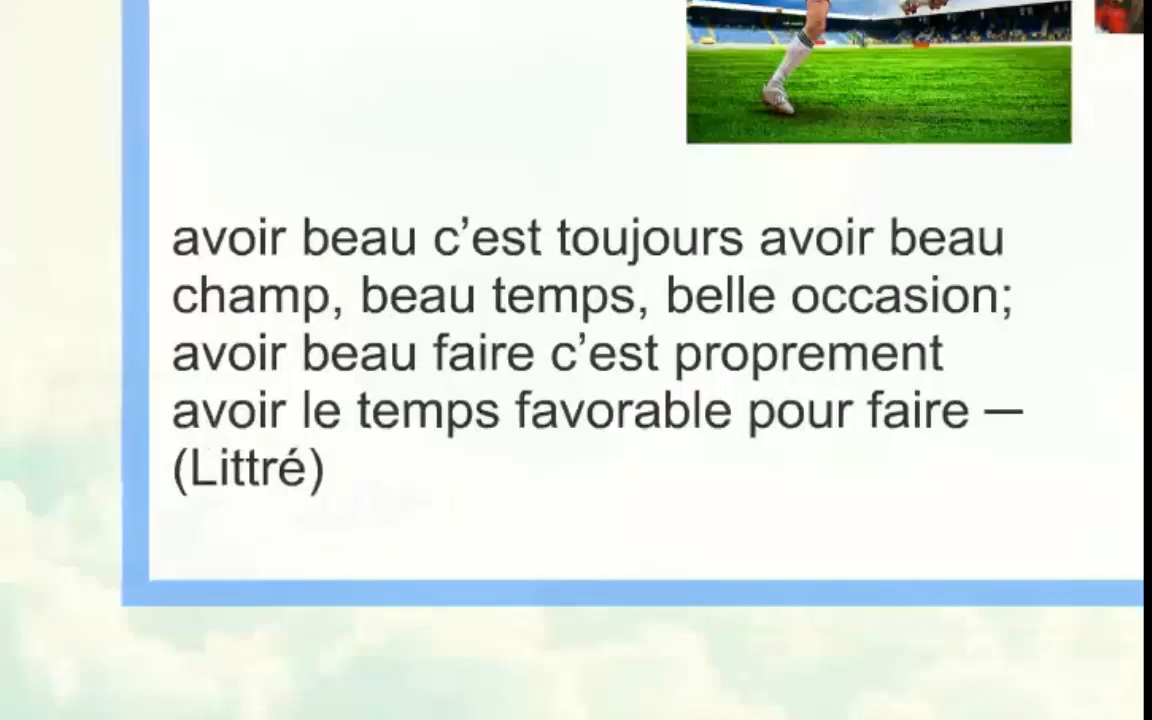 avoir beau c’est toujours avoir beau
champ, beau temps, belle occasion;
avoir beau faire c’est proprement
avoir le temps favorable pour faire —
(Littré)